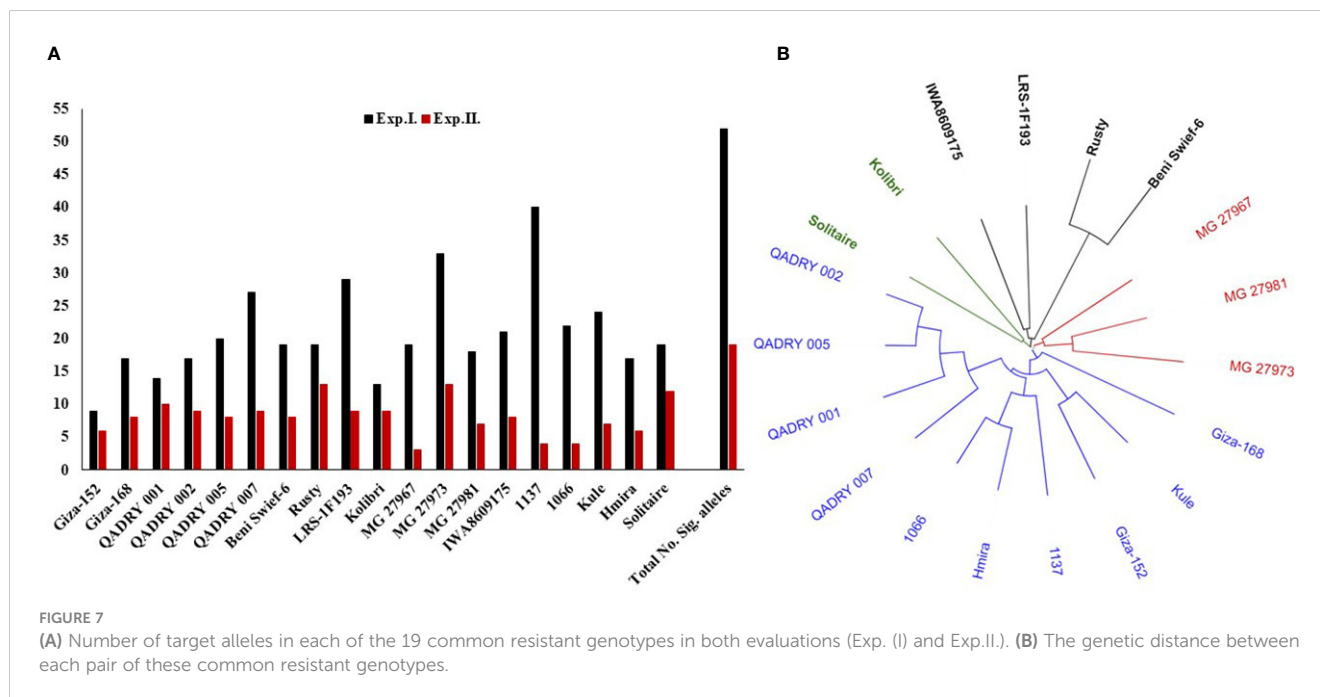 A
B
55
50
45
40
35
30
25
20
15
10
5
0
Exp.I. Exp.II.
Giza-152
Giza-168
QADRY 001
QADRY 002
QADRY 005
QADRY 007
Beni Swief-6
Rusty
LRS-1F193
Kolibri
MG 27967
MG 27973
MG 27981
IWA8609175
1137
1066
Kule
Hmira
Solitaire
Total No. Sig. alleles
Solitaire
Kolibri
IWA8609175
LRS-1F193
Rusty
Beni Swief-6
MG 27967
MG 27981
MG 27973
Giza-168
Kule
Giza-152
1137
Hmira
1066
QADRY 007
QADRY 001
QADRY 005
QADRY 002
FIGURE 7
(A) Number of target alleles in each of the 19 common resistant genotypes in both evaluations (Exp. (I) and Exp.II.). (B) The genetic distance between
each pair of these common resistant genotypes.